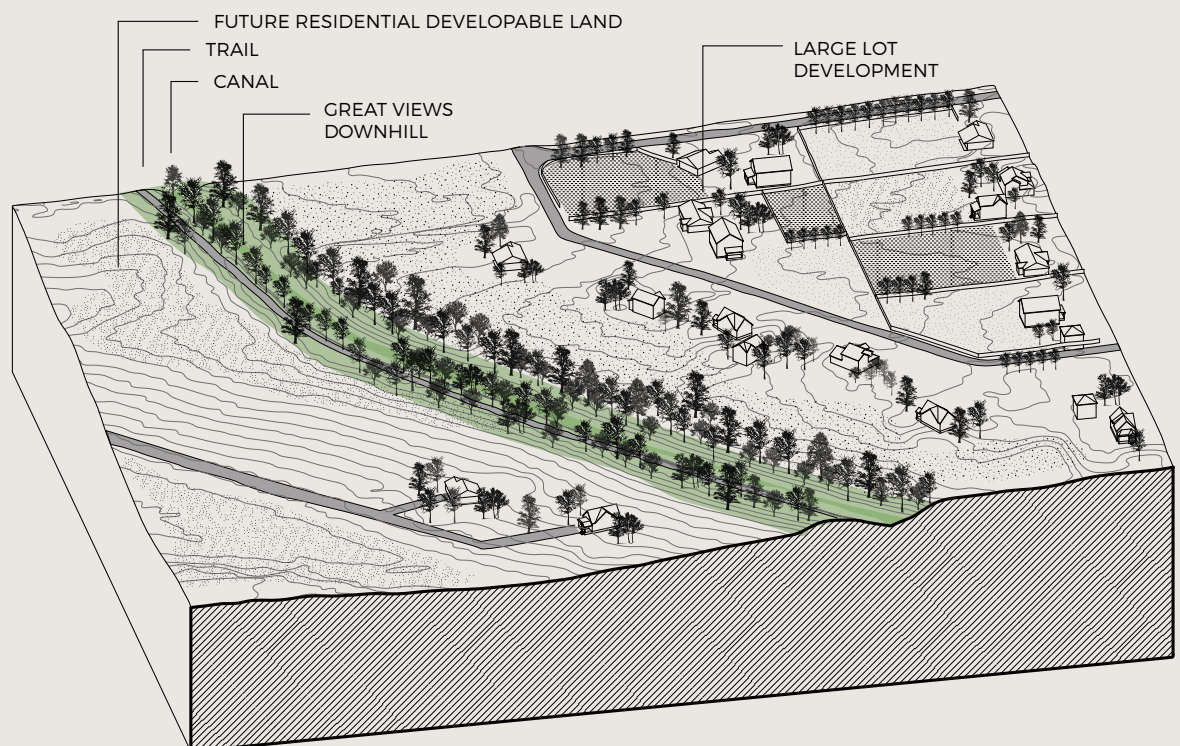 FUTURE RESIDENTIAL DEVELOPABLE LAND
TRAIL
CANAL
GREAT VIEWS
DOWNHILL
LARGE LOT
DEVELOPMENT